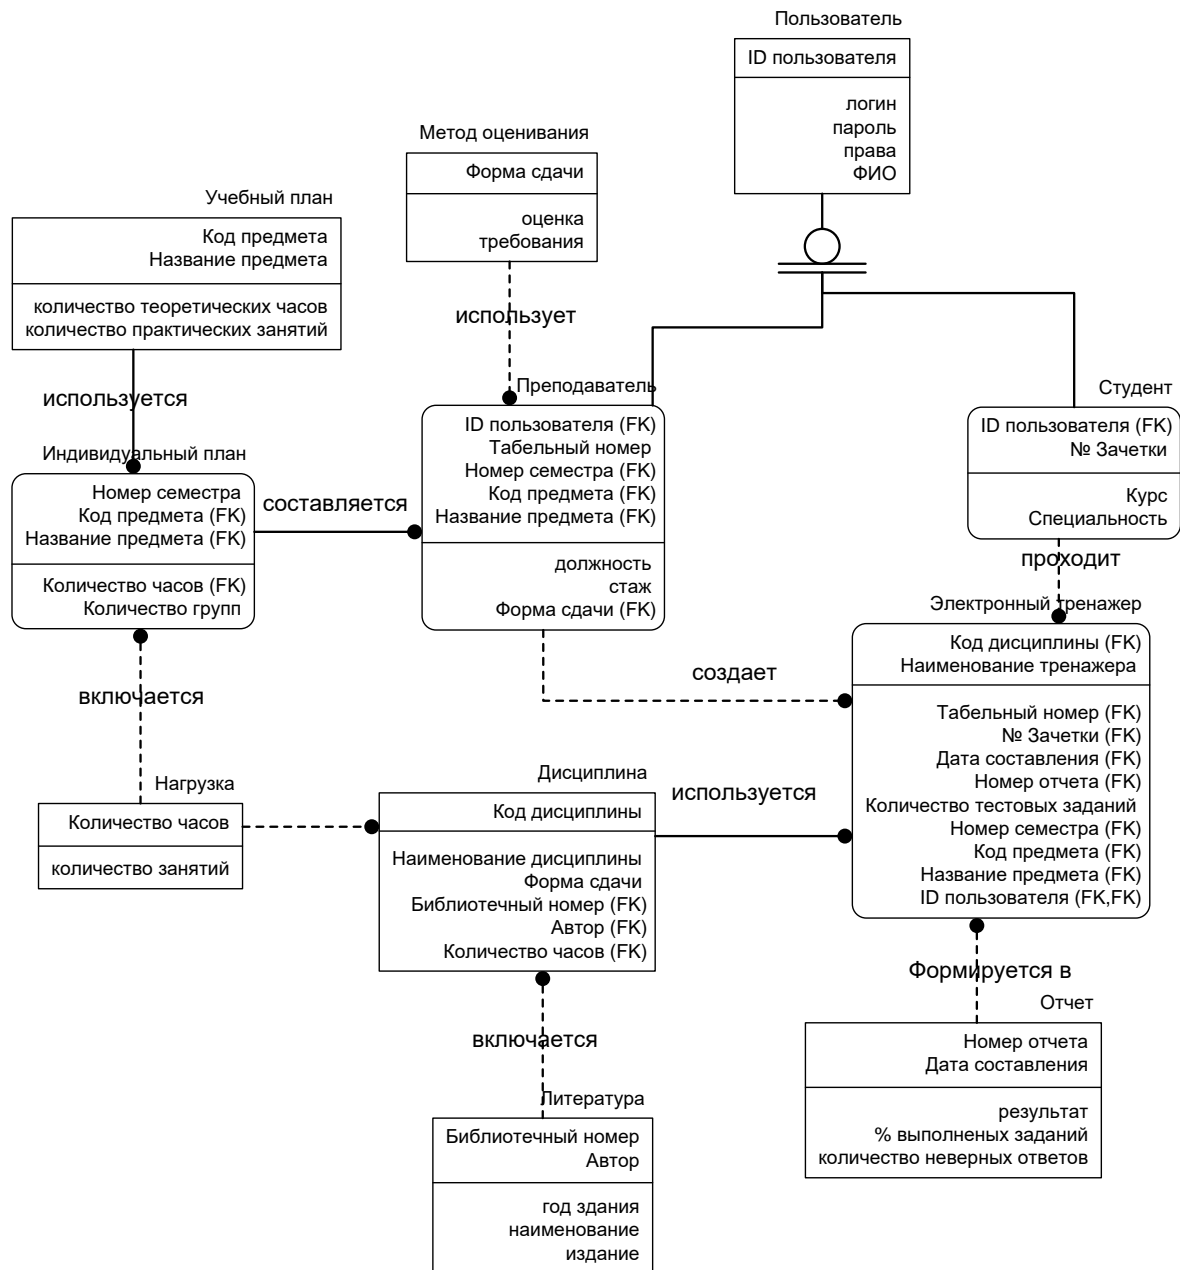 Пользователь
ID пользователя
логин
пароль
права
ФИО
Метод оценивания
Форма сдачи
оценка
требования
использует
Учебный план
Код предмета
Название предмета
количество теоретических часов
количество практических занятий
используется
Индивидуальный план
Номер семестра
Код предмета (FK)
Название предмета (FK)
Количество часов (FK)
Количество групп
составляется
Преподаватель
ID пользователя (FK)
Табельный номер
Номер семестра (FK)
Код предмета (FK)
Название предмета (FK)
должность
стаж
Форма сдачи (FK)
Студент
ID пользователя (FK)
№ Зачетки
Курс
Специальность
проходит
включается
создает
Электронный тренажер
Код дисциплины (FK)
Наименование тренажера
Табельный номер (FK)
№ Зачетки (FK)
Дата составления (FK)
Номер отчета (FK)
Количество тестовых заданий
Номер семестра (FK)
Код предмета (FK)
Название предмета (FK)
ID пользователя (FK,FK)
Нагрузка
Количество часов
количество занятий
Дисциплина
Код дисциплины
Наименование дисциплины
Форма сдачи
Библиотечный номер (FK)
Автор (FK)
Количество часов (FK)
используется
Формируется в
Отчет
Номер отчета
Дата составления
результат
% выполненых заданий
количество неверных ответов
включается
Литература
Библиотечный номер
Автор
год здания
наименование
издание